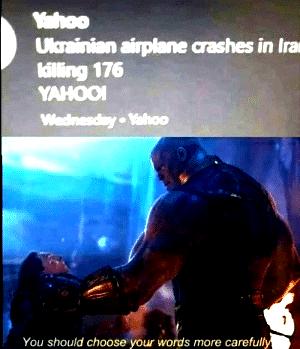 Yahoo
Ukrainian airplane crashes in Ira
killing 176
YAHOO!
Wednesday • Yahoo
You should choose your words more carefully